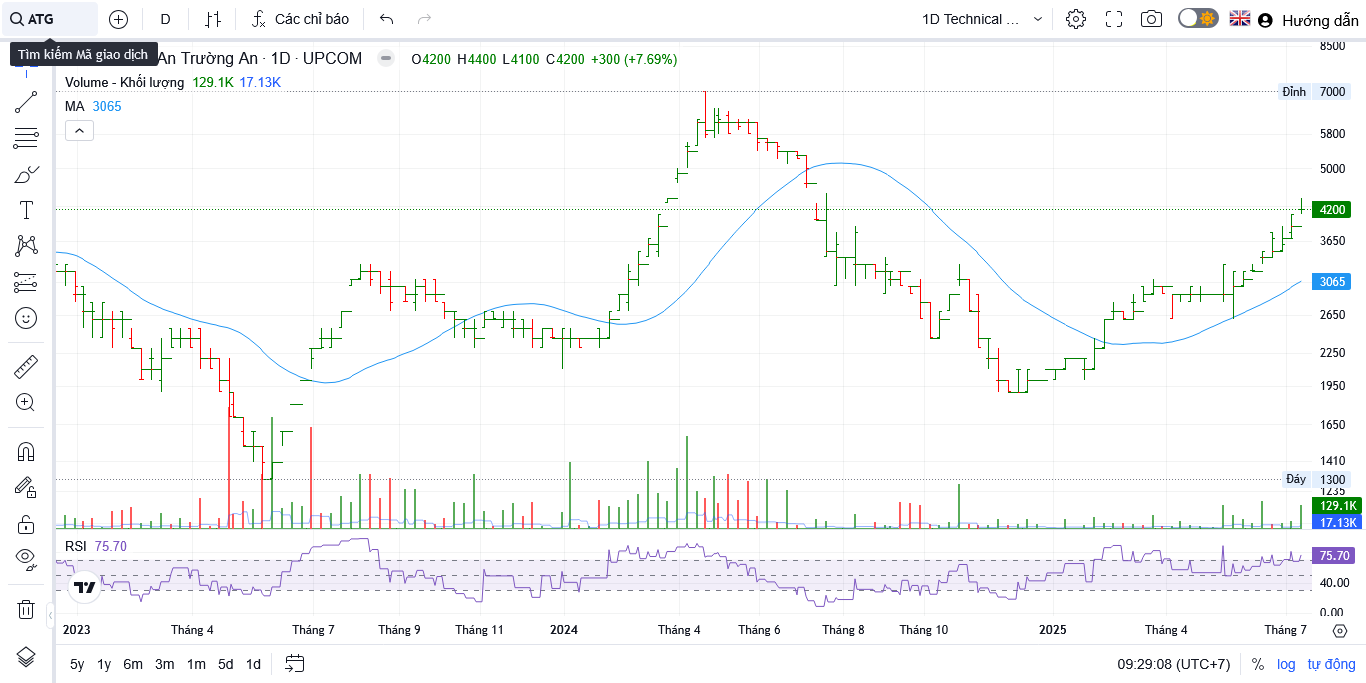 ATG D Các chỉ báo 1D Technical ... Hướng dẫn
Tìm kiếm Mã giao dịch
An Trường An · 1D · UPCOM O4200 H4400 L4100 C4200 +300 (+7.69%)
Volume - Khối lượng 129.1K 17.13K
MA 3065
8500
Đỉnh 7000
5800
5000
4200
3650
3065
2650
2250
1950
1650
1410
Đáy 1300
1235
129.1K
17.13K
RSI 75.70
75.70
40.00
0.00
2023 Tháng 4 Tháng 7 Tháng 9 Tháng 11 2024 Tháng 4 Tháng 6 Tháng 8 Tháng 10 2025 Tháng 4 Tháng 7
5y 1y 6m 3m 1m 5d 1d 09:29:08 (UTC+7) % log tự động